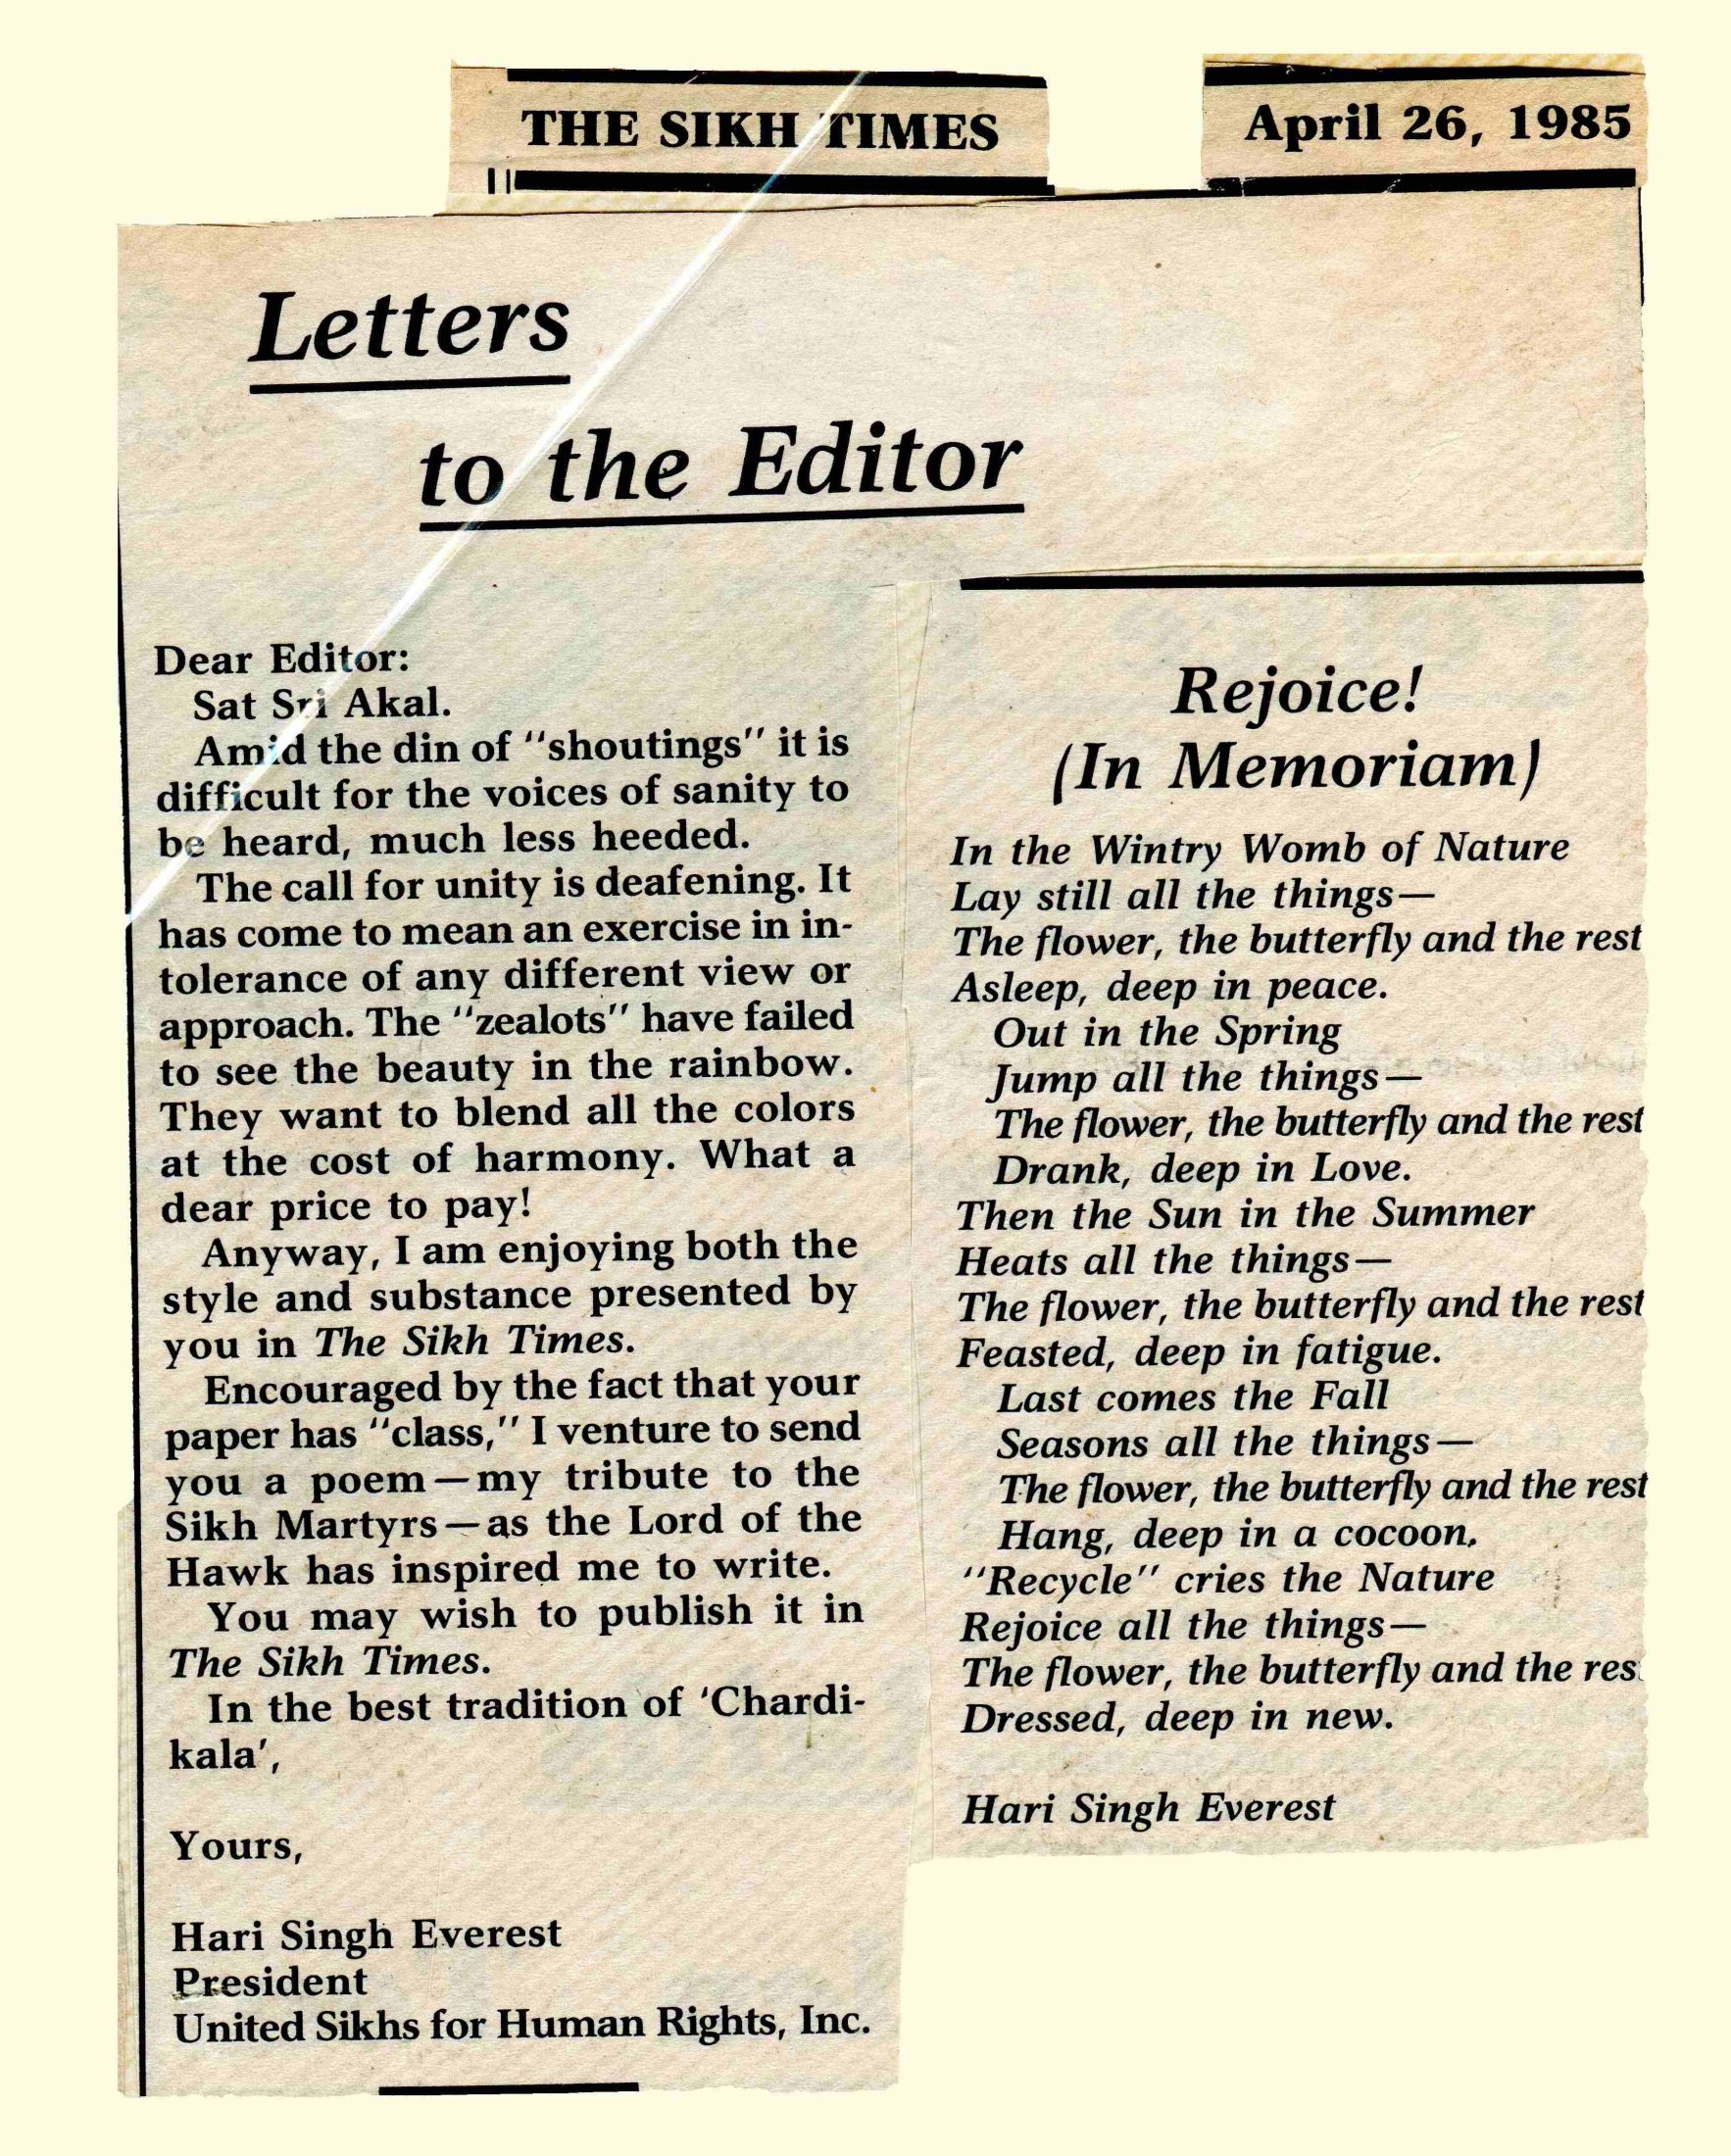 THE SIKH TIMES
April 26, 1985
Letters
to the Editor
Dear Editor:
Sat Sri Akal.
Amid the din of "shoutings" it is
difficult for the voices of sanity to
be heard, much less heeded.
The call for unity is deafening. It
has come to mean an exercise in in-
tolerance of any different view or
approach. The "zealots" have failed
to see the beauty in the rainbow.
They want to blend all the colors
at the cost of harmony. What a
dear price to pay!
Anyway, I am enjoying both the
style and substance presented by
you in The Sikh Times.
Encouraged by the fact that your
paper has "class," I venture to send
you a poem—my tribute to the
Sikh Martyrs—as the Lord of the
Hawk has inspired me to write.
You may wish to publish it in
The Sikh Times.
In the best tradition of 'Chardi-
kala',
Yours,
Hari Singh Everest
President
United Sikhs for Human Rights, Inc.
Rejoice!
(In Memoriam)
In the Wintry Womb of Nature
Lay still all the things—
The flower, the butterfly and the rest
Asleep, deep in peace.
Out in the Spring
Jump all the things—
The flower, the butterfly and the rest
Drank, deep in Love.
Then the Sun in the Summer
Heats all the things—
The flower, the butterfly and the rest
Feasted, deep in fatigue.
Last comes the Fall
Seasons all the things—
The flower, the butterfly and the rest
Hang, deep in a cocoon.
"Recycle" cries the Nature
Rejoice all the things—
The flower, the butterfly and the res
Dressed, deep in new.
Hari Singh Everest